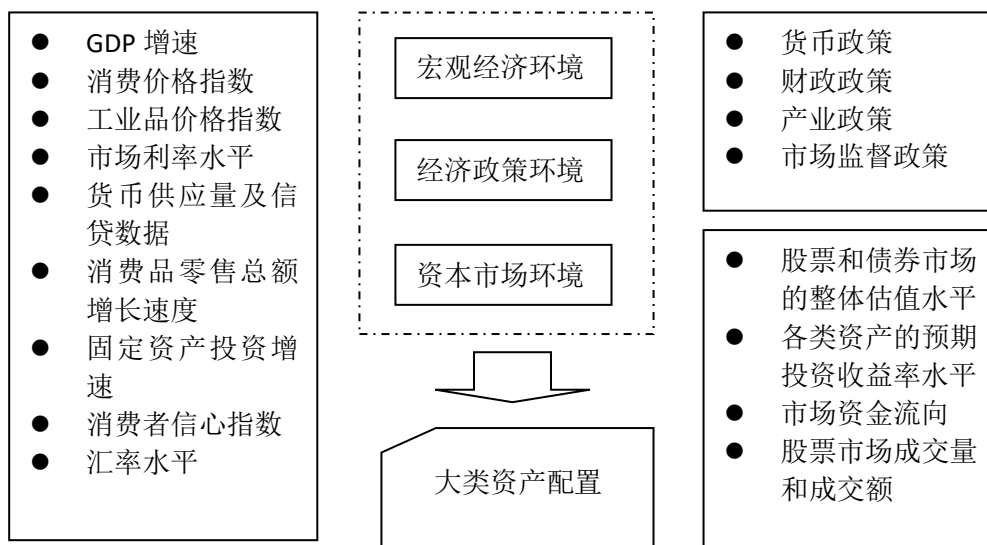 GDP 增速
消费价格指数
工业品价格指数
市场利率水平
货币供应量及信
贷数据
消费品零售总额
增长速度
固定资产投资增
速
消费者信心指数
汇率水平
宏观经济环境
经济政策环境
资本市场环境
大类资产配置
货币政策
财政政策
产业政策
市场监督政策
股票和债券市场
的整体估值水平
各类资产的预期
投资收益率水平
市场资金流向
股票市场成交量
和成交额